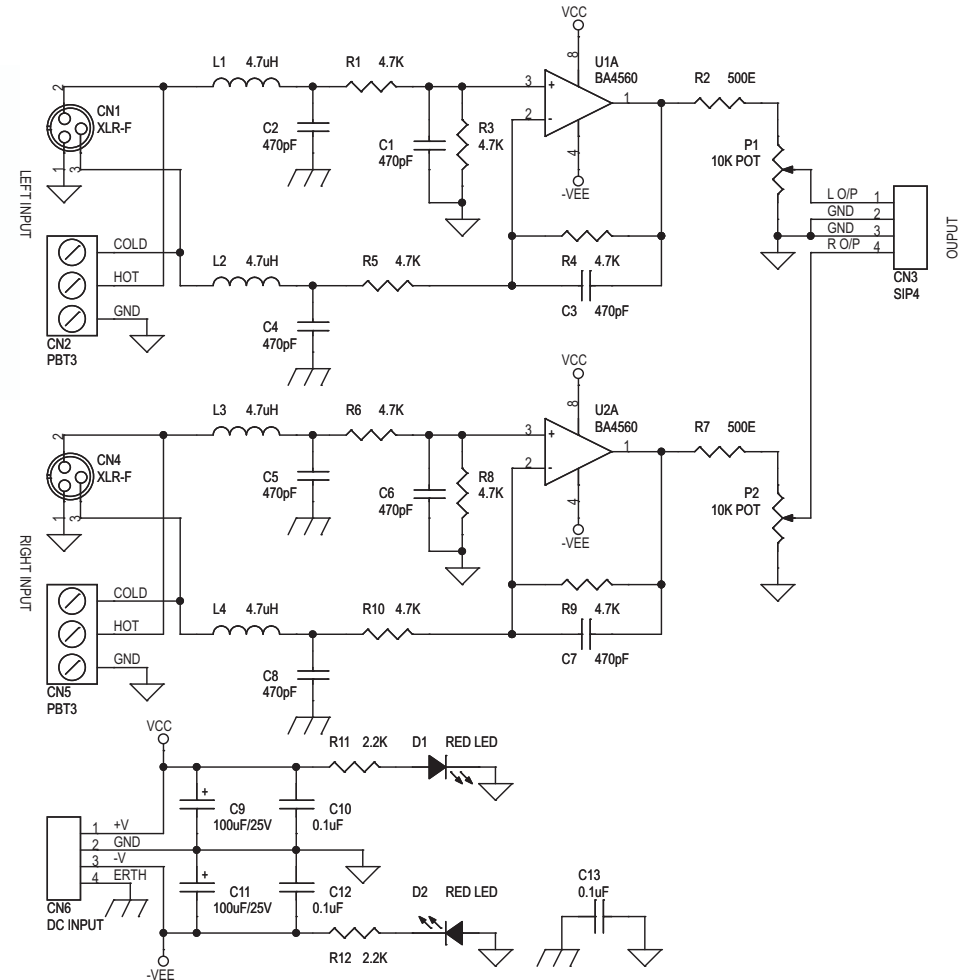 VCC
8
U1A
BA4560
L1 4.7uH
R1 4.7K
R2 500E
2
CN1
XLR-F
1
3
3
+
2
-
1
4
-VEE
C2
470pF
C1
470pF
R3
4.7K
P1
10K POT
LEFT INPUT
L O/P 1
GND 2
GND 3
R O/P 4
CN3
SIP4
OUPUT
COLD
HOT
GND
CN2
PBT3
L2 4.7uH
R5 4.7K
R4 4.7K
C3 470pF
C4
470pF
VCC
8
U2A
BA4560
L3 4.7uH
R6 4.7K
R7 500E
2
CN4
XLR-F
1
3
3
+
2
-
1
4
-VEE
C5
470pF
C6
470pF
R8
4.7K
P2
10K POT
RIGHT INPUT
COLD
HOT
GND
CN5
PBT3
L4 4.7uH
R10 4.7K
R9 4.7K
C7 470pF
C8
470pF
VCC
R11 2.2K
D1 RED LED
+
C9
100uF/25V
C10
0.1uF
1 +V
2 GND
3 -V
4 ERTH
CN6
DC INPUT
+
C11
100uF/25V
C12
0.1uF
D2 RED LED
C13
0.1uF
R12 2.2K
-VEE